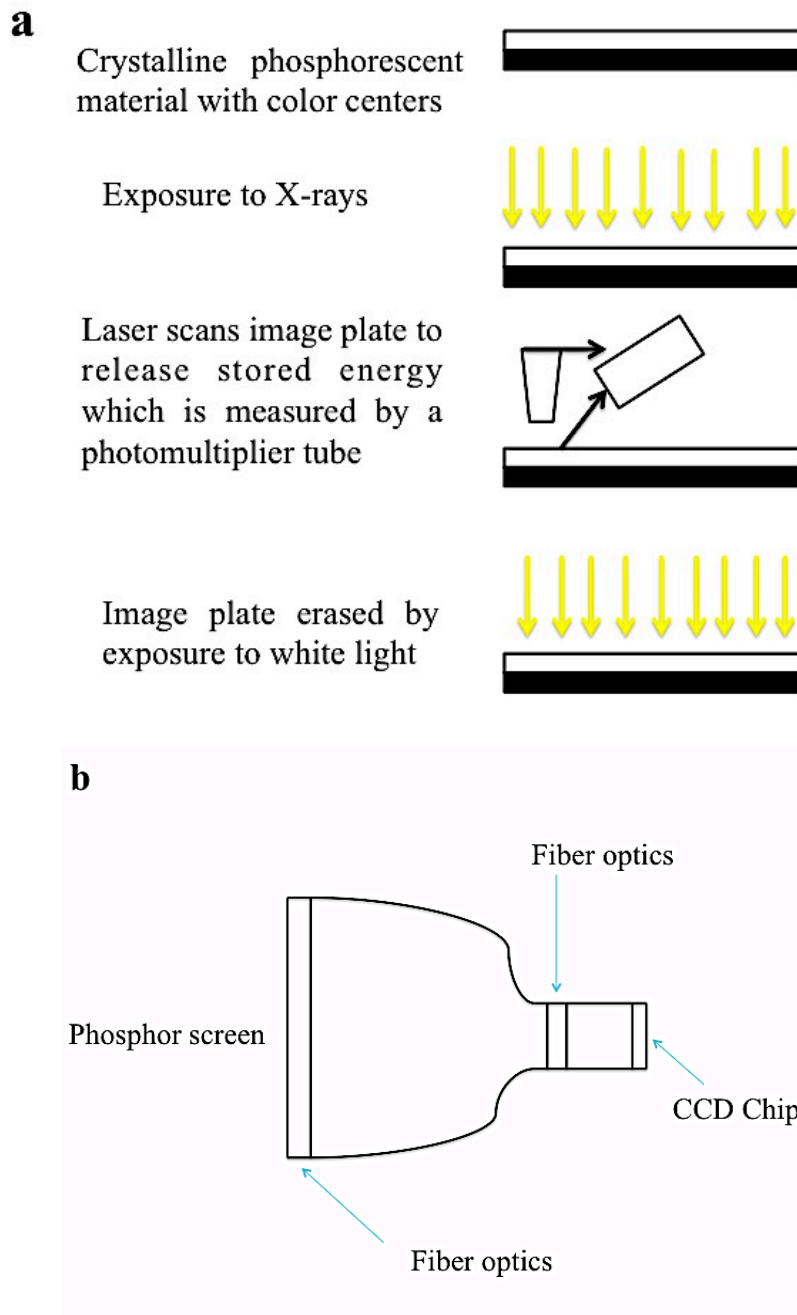 a
Crystalline phosphorescent
material with color centers
Exposure to X-rays
Laser scans image plate to
release stored energy
which is measured by a
photomultiplier tube
Image plate erased by
exposure to white light
b
Fiber optics
Phosphor screen
CCD Chip
Fiber optics